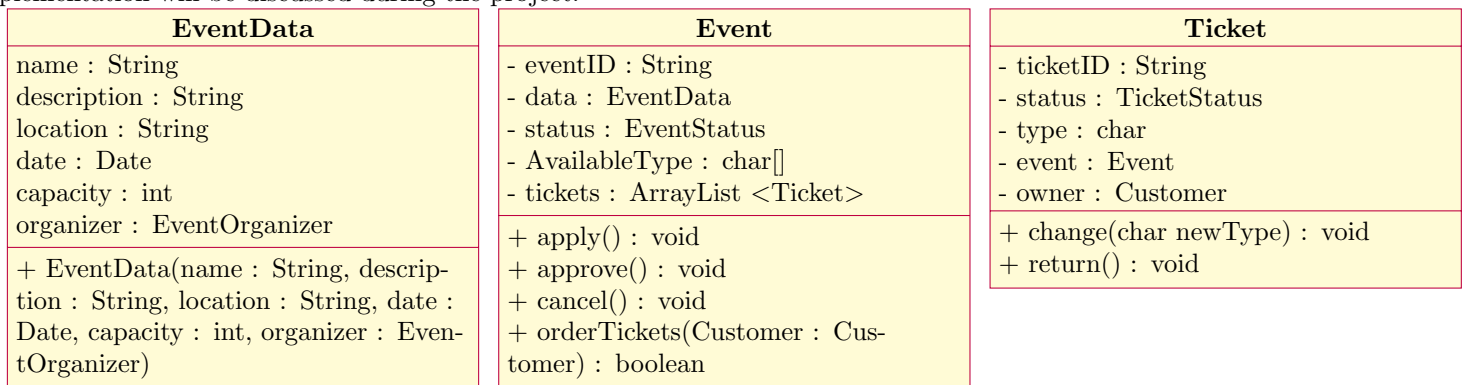 plementation will be discussed during the project.
EventData
name : String
description : String
location : String
date : Date
capacity : int
organizer : EventOrganizer
+ EventData(name : String, descrip-
tion : String, location : String, date :
Date, capacity : int, organizer : Even-
tOrganizer)
Event
- eventID : String
- data : EventData
- status : EventStatus
- AvailableType : char[]
- tickets : ArrayList <Ticket>
+ apply() : void
+ approve() : void
+ cancel() : void
+ orderTickets(Customer : Cus-
tomer) : boolean
Ticket
- ticketID : String
- status : TicketStatus
- type : char
- event : Event
- owner : Customer
+ change(char newType) : void
+ return() : void